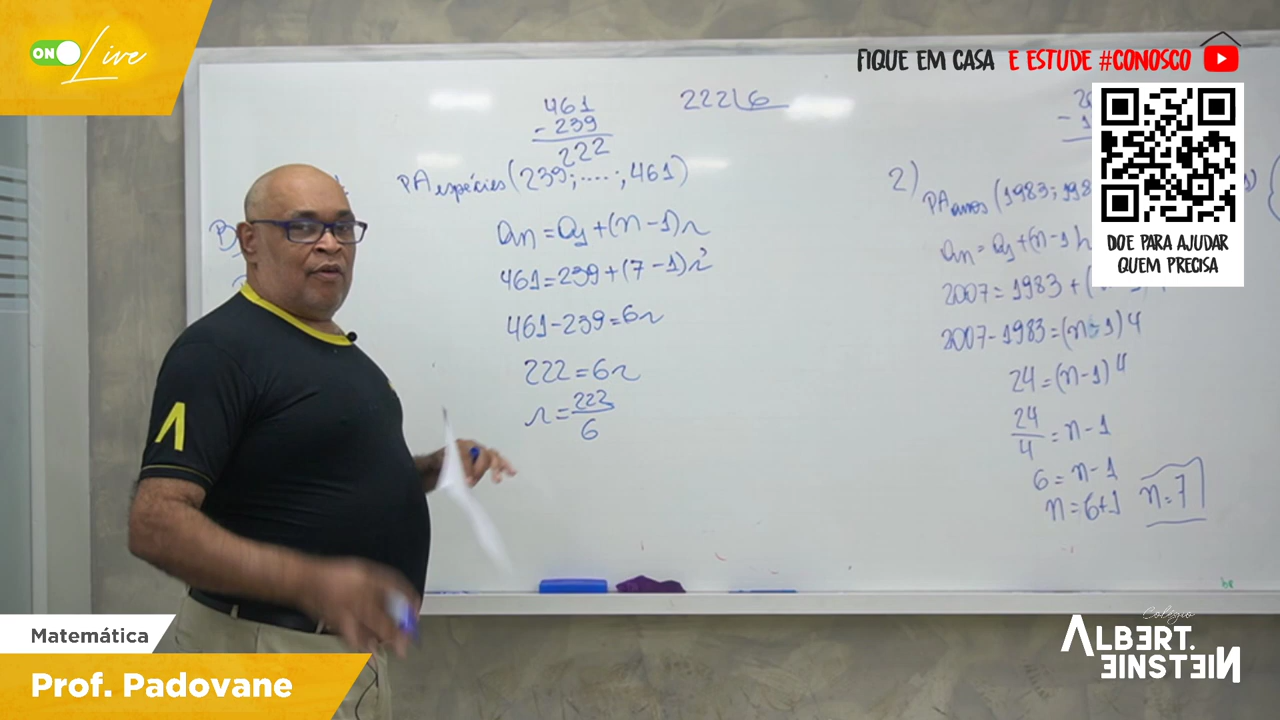 ON Live
FIQUE EM CASA E ESTUDE #CONOSCO
DOE PARA AJUDAR
QUEM PRECISA
461
- 239
222
222 6
PA espécies (239; .....; 461)
an = a1 + (n - 1) r
461 = 239 + (7 - 1) r
461 - 239 = 6r
222 = 6r
r = 222
6
2)
PA anos (1983; 198
an = a1 + (n - 1)
2007 = 1983 + (
2007 - 1983 = (n - 1) 4
24 = (n - 1) 4
24
4 = n - 1
6 = n - 1
n = 6 + 1 n = 7
Matemática
Prof. Padovane
Colégio
ALBERT.
EINSTEIN